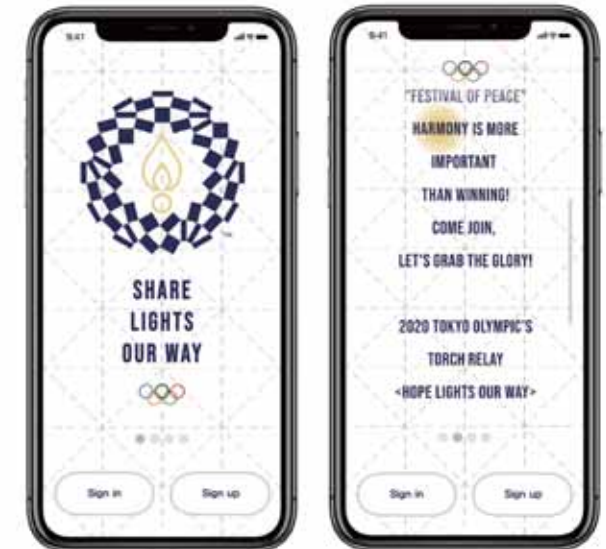 9:41
SHARE
LIGHTS
OUR WAY
Sign in
Sign up
9:41
"FESTIVAL OF PEACE"
HARMONY IS MORE
IMPORTANT
THAN WINNING!
COME JOIN,
LET'S GRAB THE GLORY!
2020 TOKYO OLYMPIC'S
TORCH RELAY
<HOPE LIGHTS OUR WAY>
Sign in
Sign up